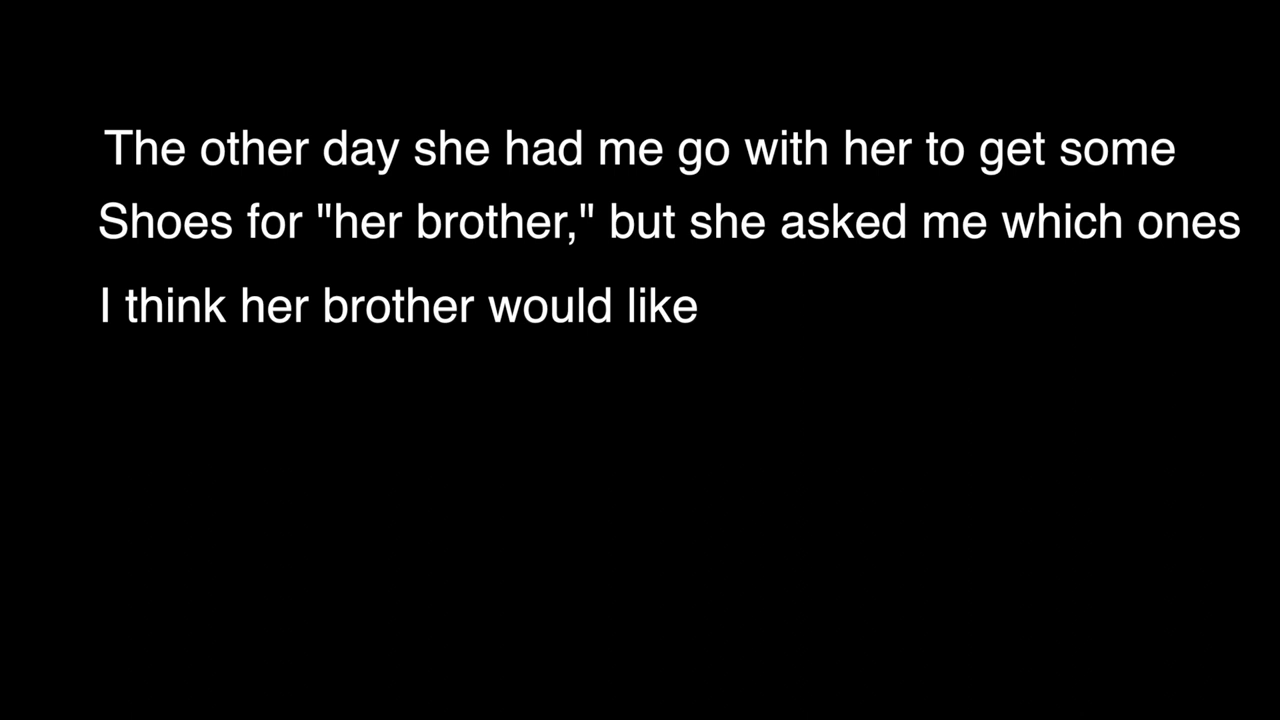 The other day she had me go with her to get some
Shoes for "her brother," but she asked me which ones
I think her brother would like